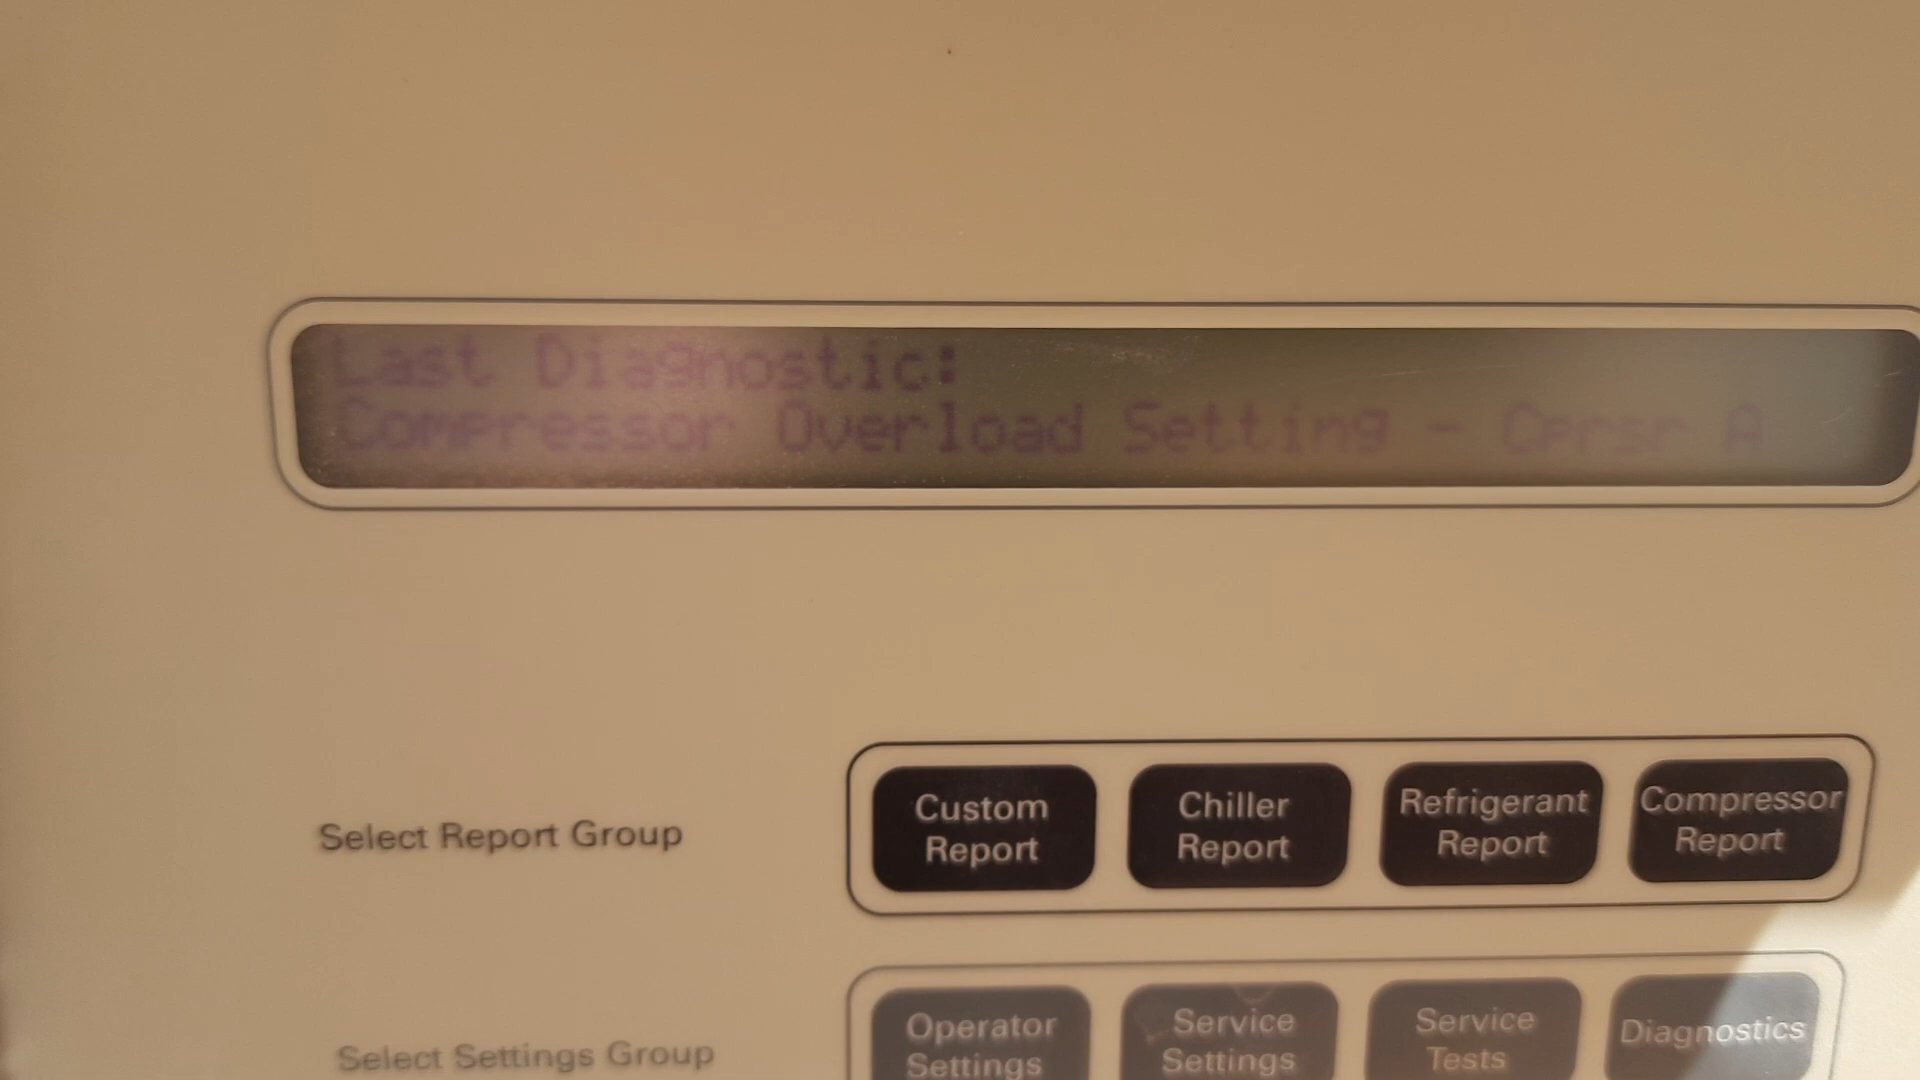 Last Diagnostic:
Compressor Overload Setting - Cprsr A
Select Report Group
Custom
Report
Chiller
Report
Refrigerant
Report
Compressor
Report
Select Settings Group
Operator
Settings
Service
Settings
Service
Tests
Diagnostics